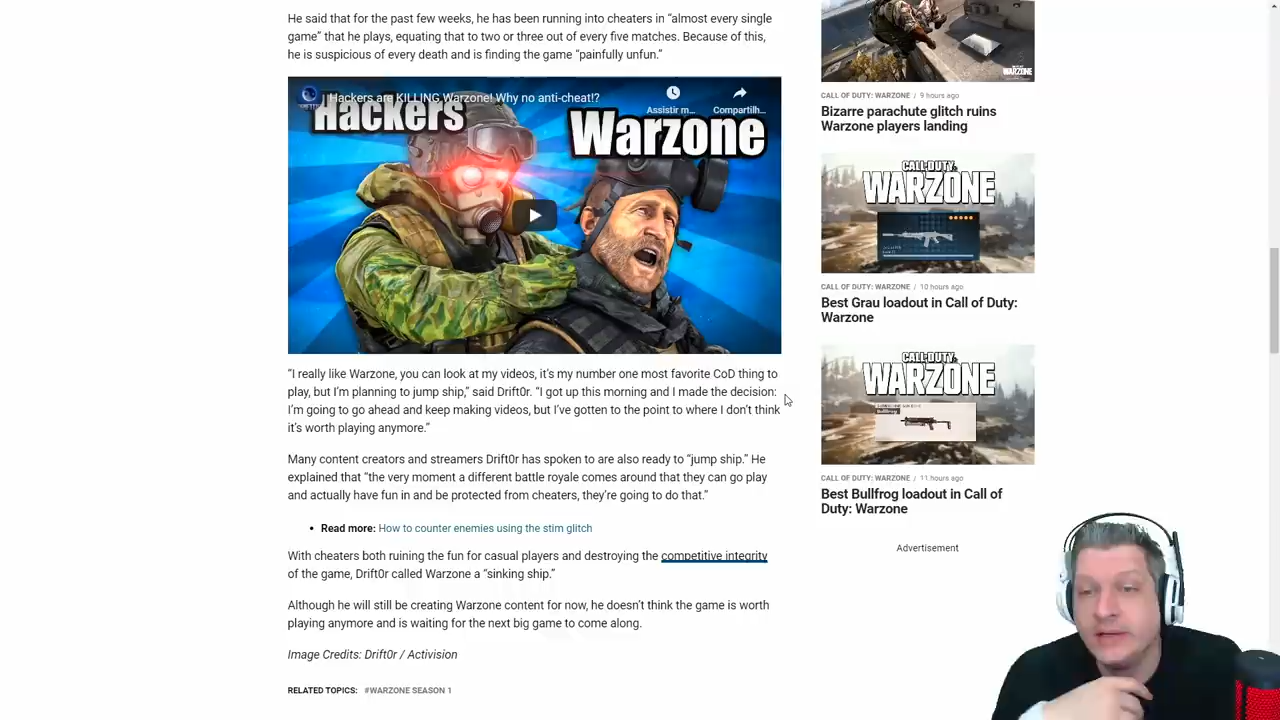 He said that for the past few weeks, he has been running into cheaters in “almost every single
game” that he plays, equating that to two or three out of every five matches. Because of this,
he is suspicious of every death and is finding the game “painfully unfun.”
Hackers are KILLING Warzone! Why no anti-cheat!?
Assistir m...
Compartilh...
Hackers
Warzone
“I really like Warzone, you can look at my videos, it’s my number one most favorite CoD thing to
play, but I’m planning to jump ship,” said Drift0r. “I got up this morning and I made the decision:
I’m going to go ahead and keep making videos, but I’ve gotten to the point to where I don’t think
it’s worth playing anymore.”
Many content creators and streamers Drift0r has spoken to are also ready to “jump ship.” He
explained that “the very moment a different battle royale comes around that they can go play
and actually have fun in and be protected from cheaters, they’re going to do that.”
• Read more: How to counter enemies using the stim glitch
With cheaters both ruining the fun for casual players and destroying the competitive integrity
of the game, Drift0r called Warzone a “sinking ship.”
Although he will still be creating Warzone content for now, he doesn’t think the game is worth
playing anymore and is waiting for the next big game to come along.
Image Credits: Drift0r / Activision
RELATED TOPICS: #WARZONE SEASON 1
WARZONE
CALL OF DUTY: WARZONE / 9 hours ago
Bizarre parachute glitch ruins
Warzone players landing
CALL·DUTY
WARZONE
CALL OF DUTY: WARZONE / 10 hours ago
Best Grau loadout in Call of Duty:
Warzone
CALL·DUTY
WARZONE
Bullfrog
CALL OF DUTY: WARZONE / 11 hours ago
Best Bullfrog loadout in Call of
Duty: Warzone
Advertisement